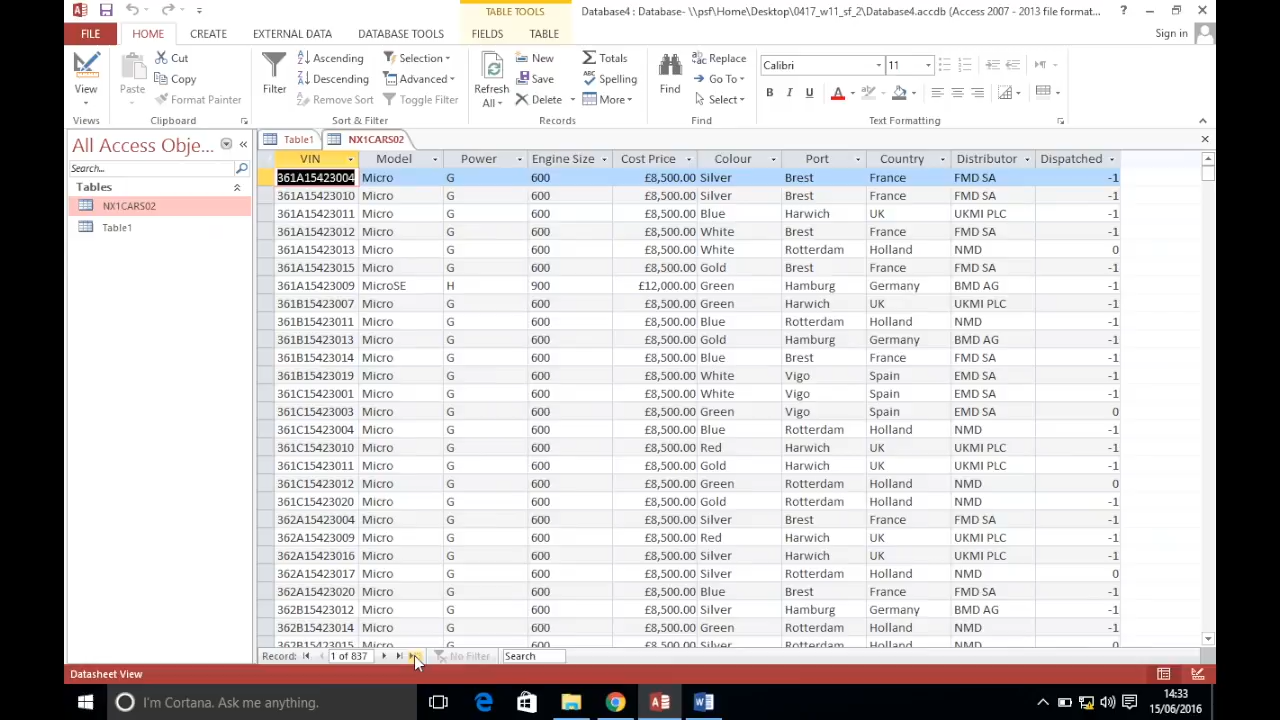 TABLE TOOLS
Database4 : Database- \\psf\Home\Desktop\0417_w11_sf_2\Database4.accdb (Access 2007 - 2013 file format...
FILE HOME CREATE EXTERNAL DATA DATABASE TOOLS FIELDS TABLE Sign in
View Paste Cut Copy Format Painter
Filter Ascending Descending Remove Sort Selection Advanced Toggle Filter
Refresh All New Save Delete Totals Spelling More
Find Replace Go To Select
Calibri 11
B I U A
Views Clipboard Sort & Filter Records Find Text Formatting
All Access Obje...
Search...
Tables
NX1CARS02
Table1
Table1 NX1CARS02
VIN Model Power Engine Size Cost Price Colour Port Country Distributor Dispatched
361A15423004 Micro G 600 £8,500.00 Silver Brest France FMD SA -1
361A15423010 Micro G 600 £8,500.00 Silver Brest France FMD SA -1
361A15423011 Micro G 600 £8,500.00 Blue Harwich UK UKMI PLC -1
361A15423012 Micro G 600 £8,500.00 White Brest France FMD SA -1
361A15423013 Micro G 600 £8,500.00 White Rotterdam Holland NMD 0
361A15423015 Micro G 600 £8,500.00 Gold Brest France FMD SA -1
361A15423009 MicroSE H 900 £12,000.00 Green Hamburg Germany BMD AG -1
361B15423007 Micro G 600 £8,500.00 Green Harwich UK UKMI PLC -1
361B15423011 Micro G 600 £8,500.00 Blue Rotterdam Holland NMD -1
361B15423013 Micro G 600 £8,500.00 Gold Hamburg Germany BMD AG -1
361B15423014 Micro G 600 £8,500.00 Blue Brest France FMD SA -1
361B15423019 Micro G 600 £8,500.00 White Vigo Spain EMD SA -1
361C15423001 Micro G 600 £8,500.00 White Vigo Spain EMD SA -1
361C15423003 Micro G 600 £8,500.00 Green Vigo Spain EMD SA 0
361C15423004 Micro G 600 £8,500.00 Blue Rotterdam Holland NMD -1
361C15423010 Micro G 600 £8,500.00 Red Harwich UK UKMI PLC -1
361C15423011 Micro G 600 £8,500.00 Gold Harwich UK UKMI PLC -1
361C15423012 Micro G 600 £8,500.00 Green Rotterdam Holland NMD 0
361C15423020 Micro G 600 £8,500.00 Gold Rotterdam Holland NMD -1
362A15423004 Micro G 600 £8,500.00 Silver Brest France FMD SA -1
362A15423009 Micro G 600 £8,500.00 Red Harwich UK UKMI PLC -1
362A15423016 Micro G 600 £8,500.00 Silver Harwich UK UKMI PLC -1
362A15423017 Micro G 600 £8,500.00 Silver Rotterdam Holland NMD 0
362A15423020 Micro G 600 £8,500.00 Blue Brest France FMD SA -1
362B15423012 Micro G 600 £8,500.00 Silver Hamburg Germany BMD AG -1
362B15423014 Micro G 600 £8,500.00 Green Rotterdam Holland NMD -1
362B15423015 Micro G 600 £8,500.00 Silver Rotterdam Holland NMD -1
Record: 1 of 837 No Filter Search
Datasheet View
I'm Cortana. Ask me anything.
14:33
15/06/2016